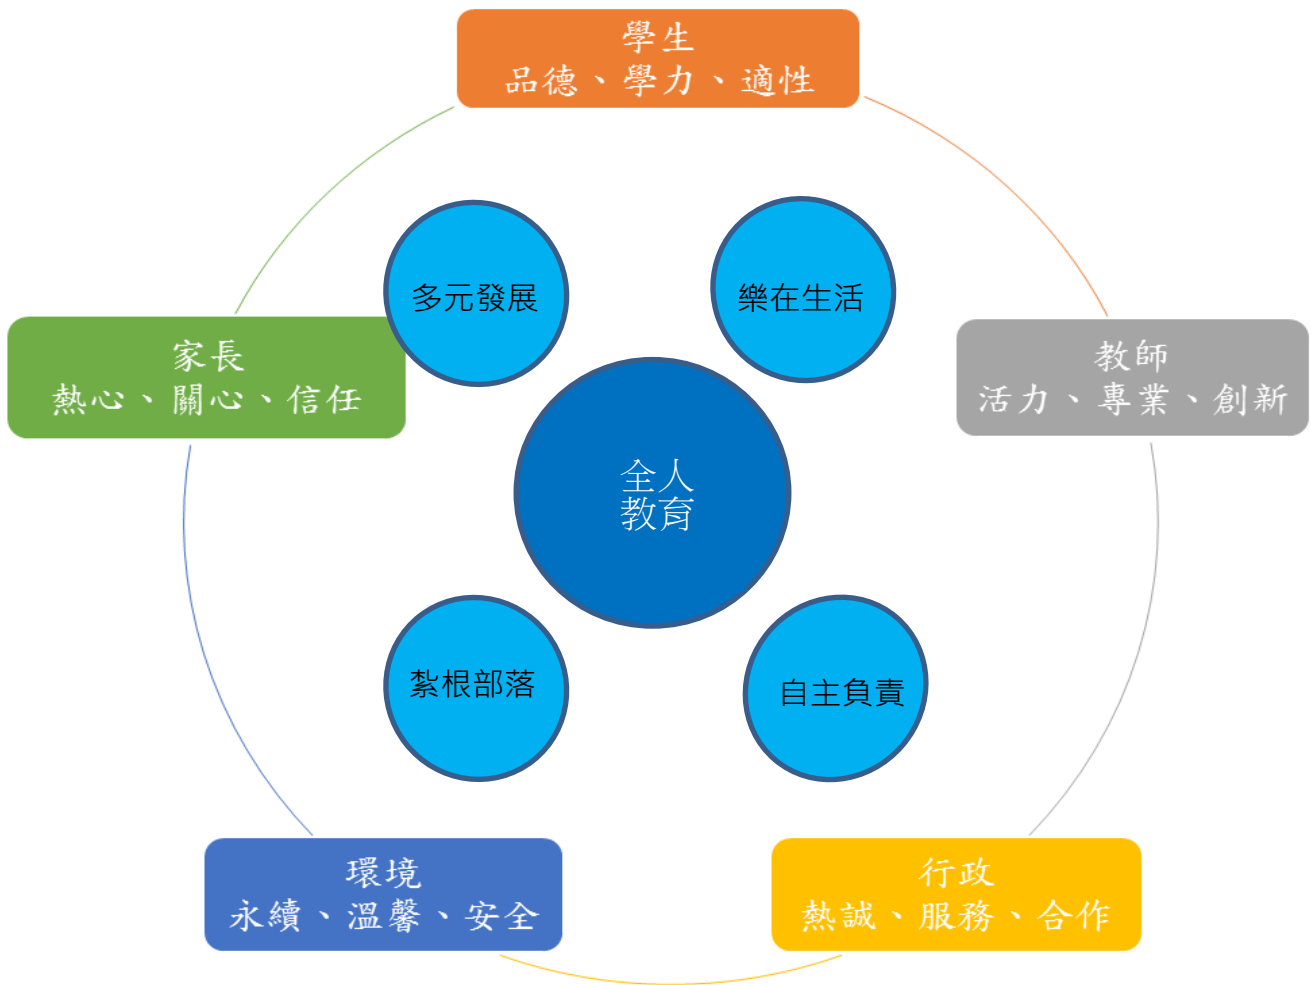 學生
品德、學力、適性
多元發展
樂在生活
家長
熱心、關心、信任
教師
活力、專業、創新
全人
教育
紮根部落
自主負責
環境
永續、溫馨、安全
行政
熱誠、服務、合作